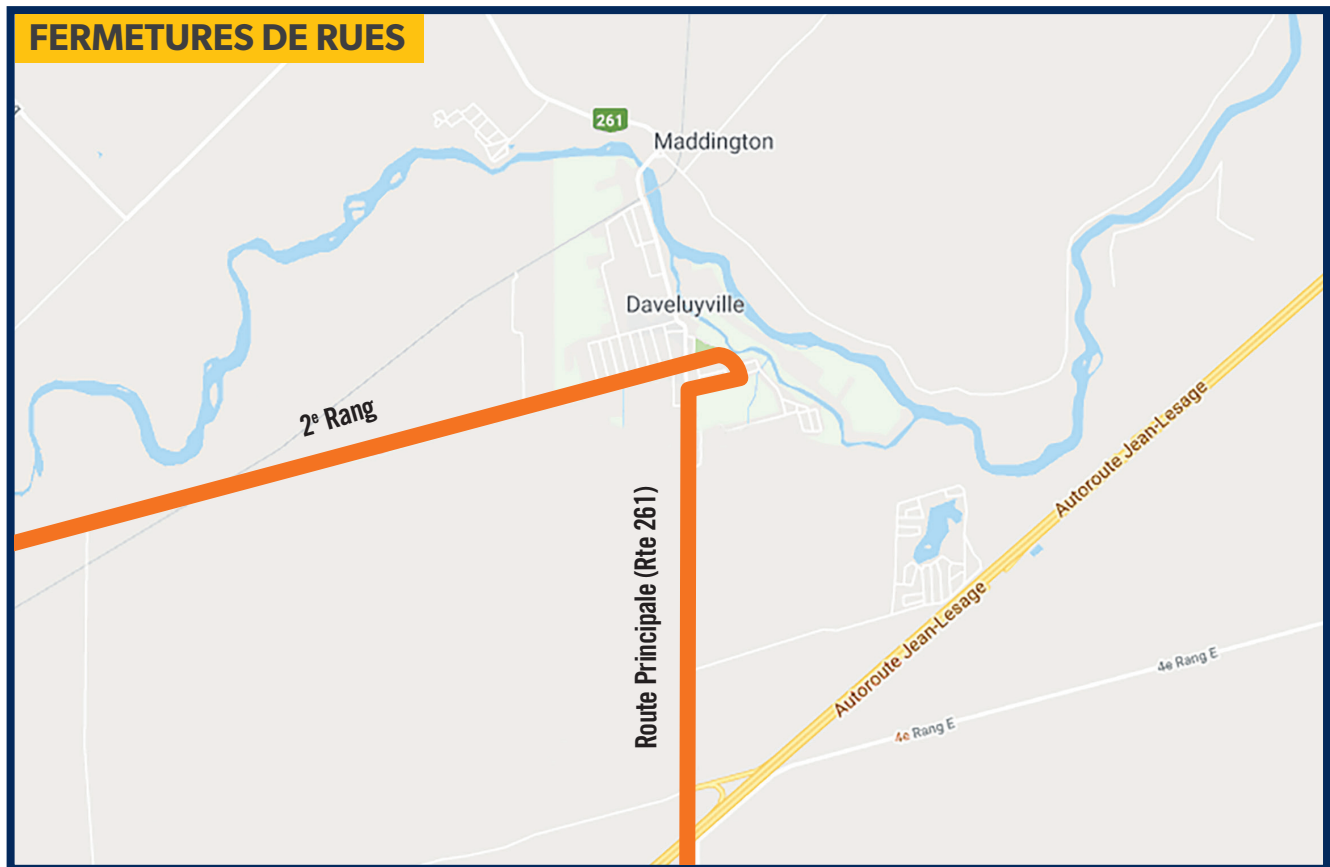 FERMETURES DE RUES
261
Maddington
Daveluyville
2e Rang
Route Principale (Rte 261)
Autoroute Jean-Lesage
Autoroute Jean-Lesage
4e Rang E
4e Rang E